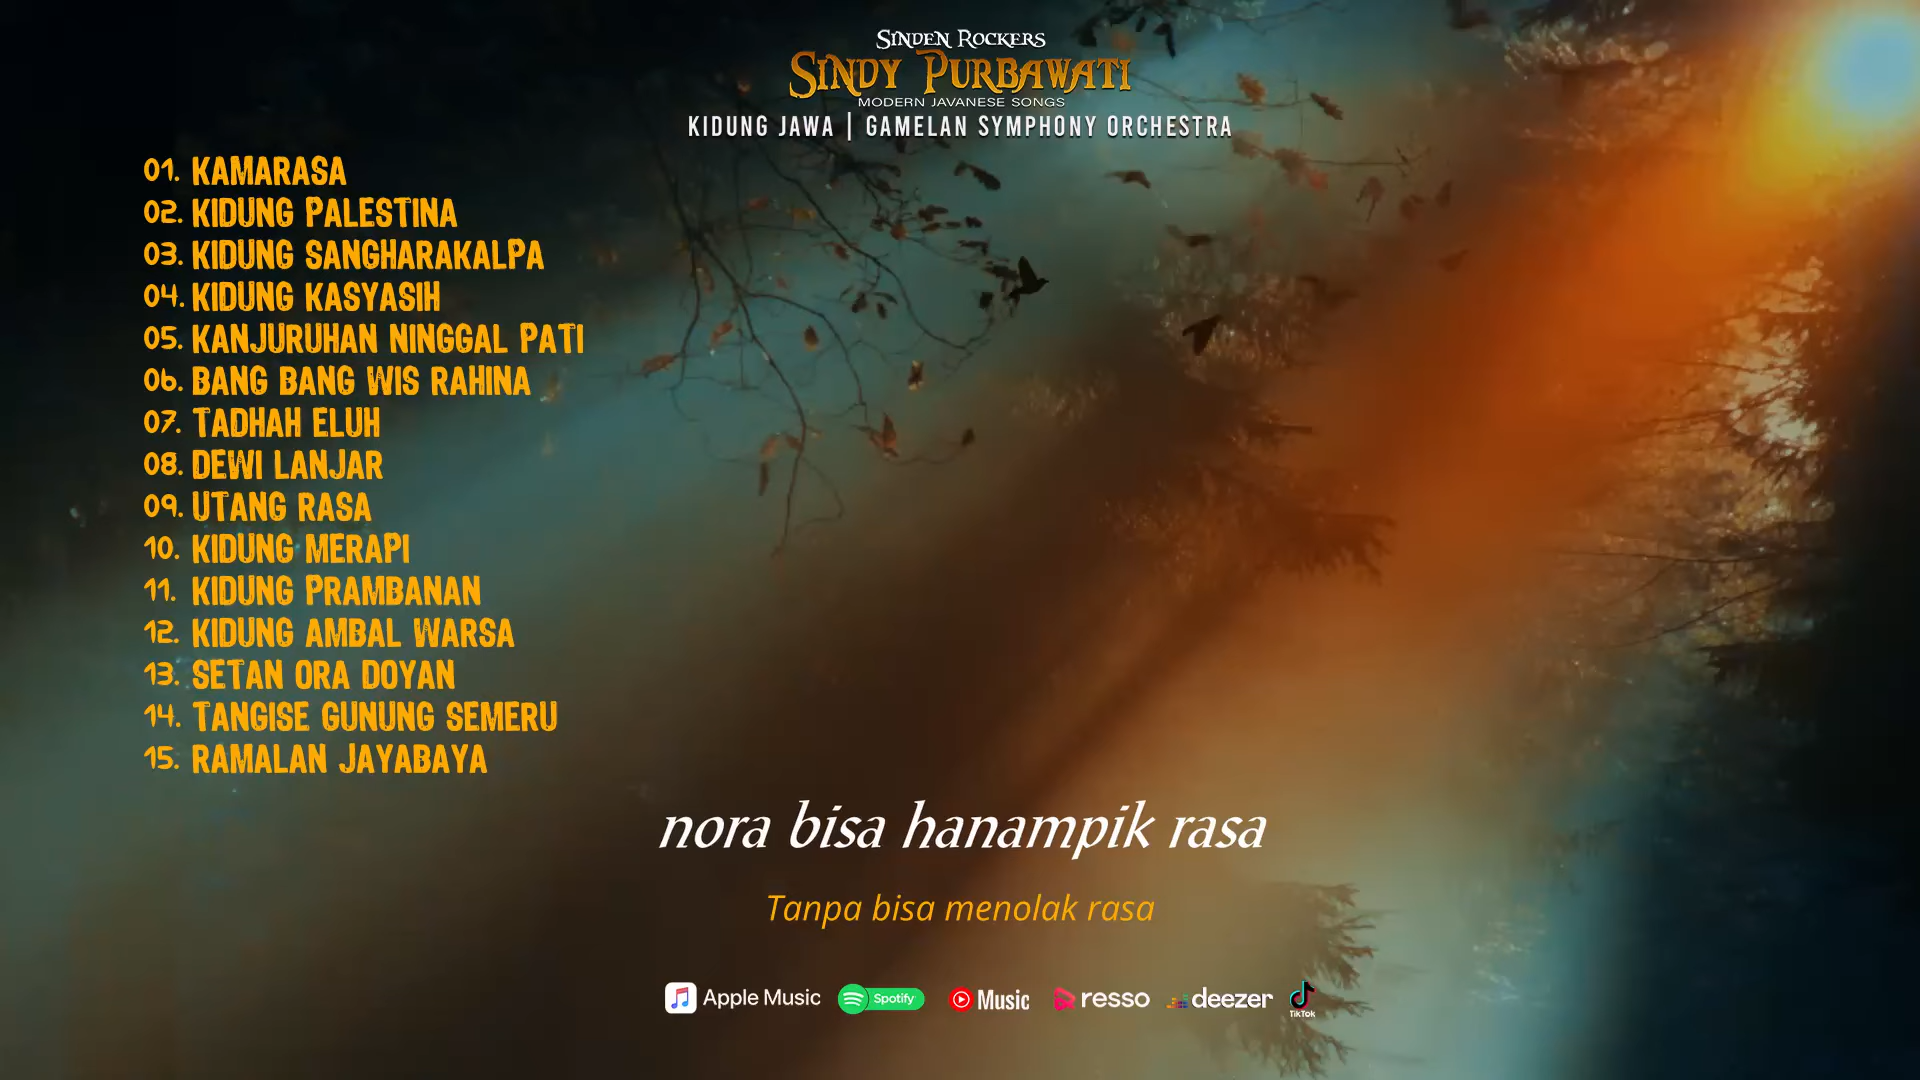 SINDEN ROCKERS
SINDY PURBAWATI
MODERN JAVANESE SONGS
KIDUNG JAWA | GAMELAN SYMPHONY ORCHESTRA
01. KAMARASA
02. KIDUNG PALESTINA
03. KIDUNG SANGHARAKALPA
04. KIDUNG KASYASIH
05. KANJURUHAN NINGGAL PATI
06. BANG BANG WIS RAHINA
07. TADHAH ELUH
08. DEWI LANJAR
09. UTANG RASA
10. KIDUNG MERAPI
11. KIDUNG PRAMBANAN
12. KIDUNG AMBAL WARSA
13. SETAN ORA DOYAN
14. TANGISE GUNUNG SEMERU
15. RAMALAN JAYABAYA
nora bisa hanampik rasa
Tanpa bisa menolak rasa
Apple Music Spotify Music resso deezer TikTok